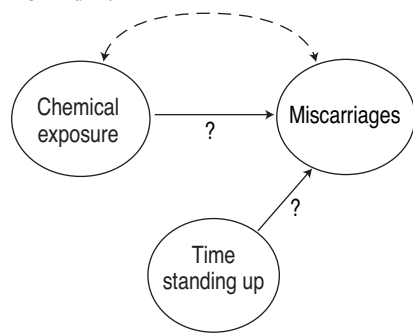 Chemical
exposure
?
Miscarriages
?
Time
standing up